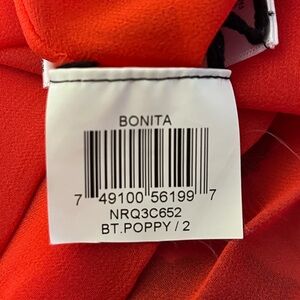 BONITA
7 49100 56199 7
NRQ3C652
BT.POPPY / 2